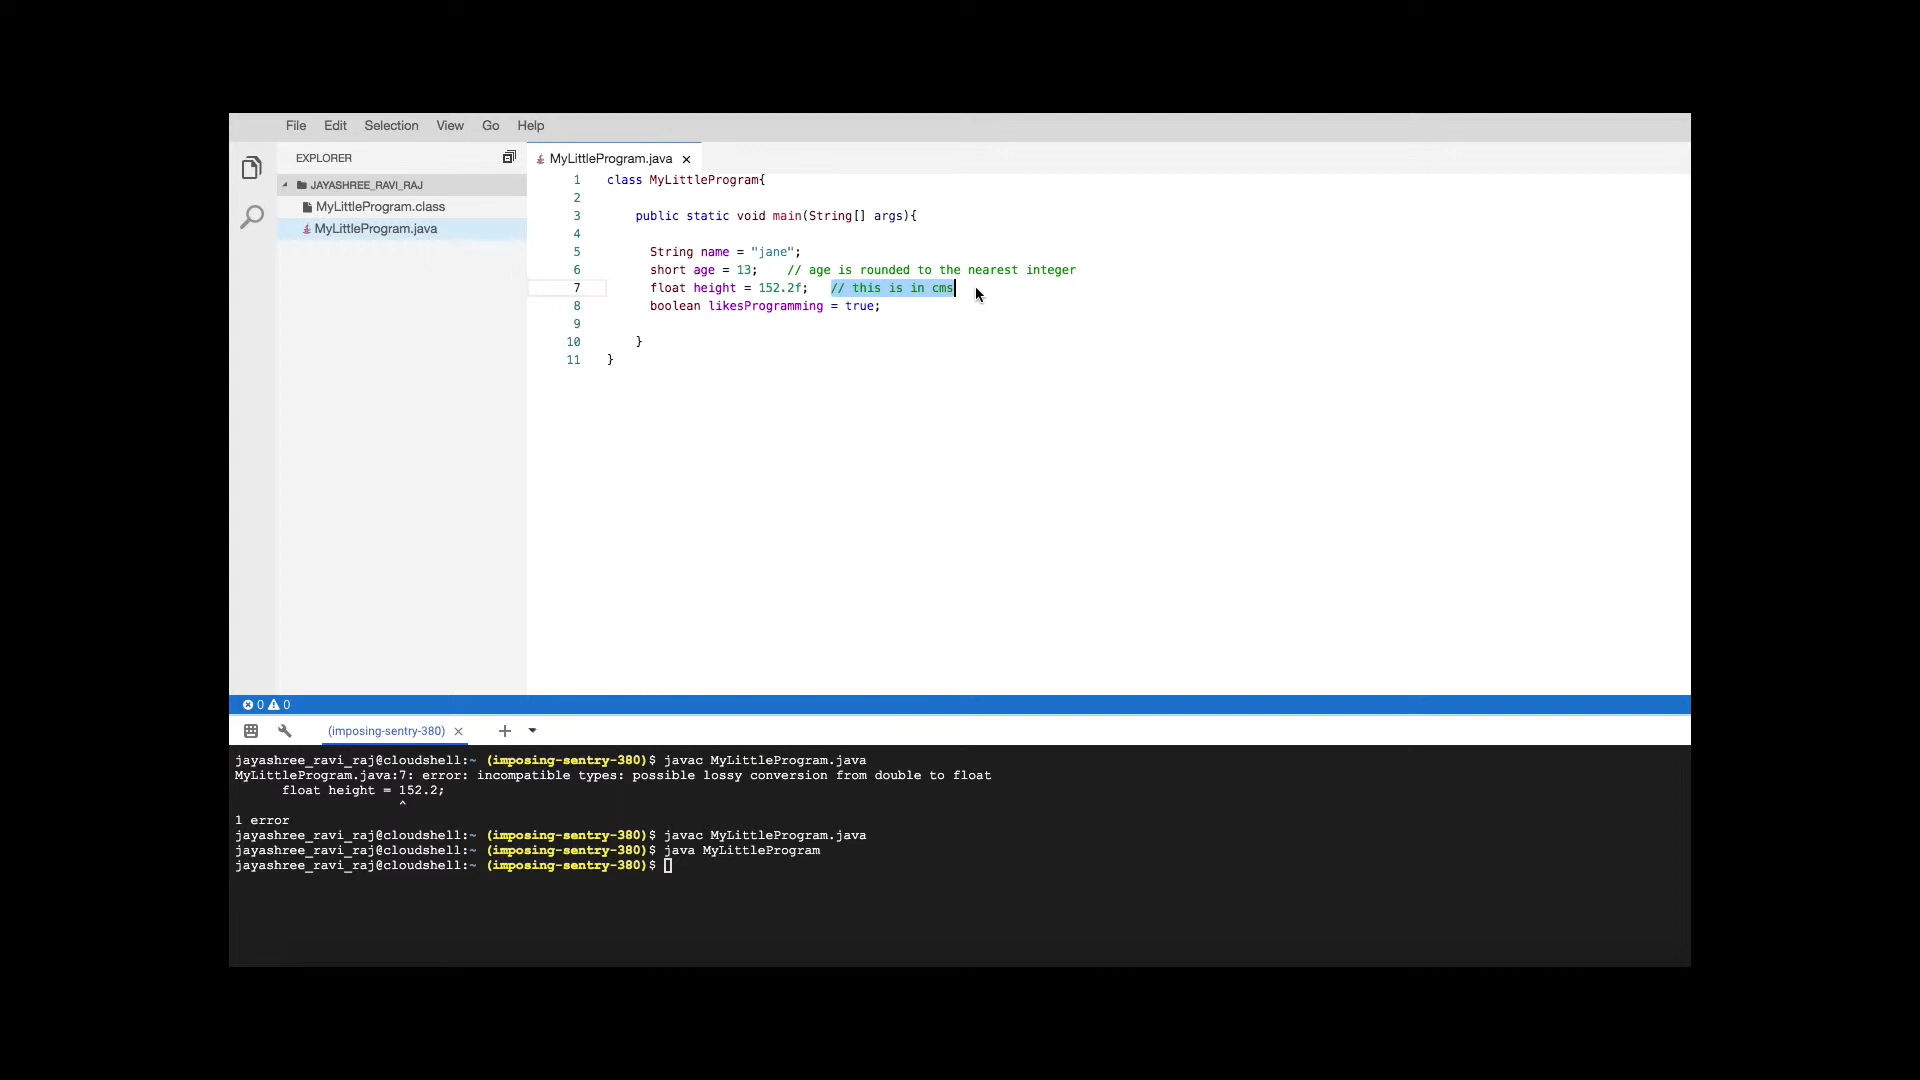 File Edit Selection View Go Help
EXPLORER
JAYASHREE_RAVI_RAJ
MyLittleProgram.class
MyLittleProgram.java
MyLittleProgram.java ×
1 class MyLittleProgram{
2
3 public static void main(String[] args){
4
5 String name = "jane";
6 short age = 13; // age is rounded to the nearest integer
7 float height = 152.2f; // this is in cms
8 boolean likesProgramming = true;
9
10 }
11 }
0 0
(imposing-sentry-380) ×
jayashree_ravi_raj@cloudshell:~ (imposing-sentry-380)$ javac MyLittleProgram.java
MyLittleProgram.java:7: error: incompatible types: possible lossy conversion from double to float
float height = 152.2;
^
1 error
jayashree_ravi_raj@cloudshell:~ (imposing-sentry-380)$ javac MyLittleProgram.java
jayashree_ravi_raj@cloudshell:~ (imposing-sentry-380)$ java MyLittleProgram
jayashree_ravi_raj@cloudshell:~ (imposing-sentry-380)$